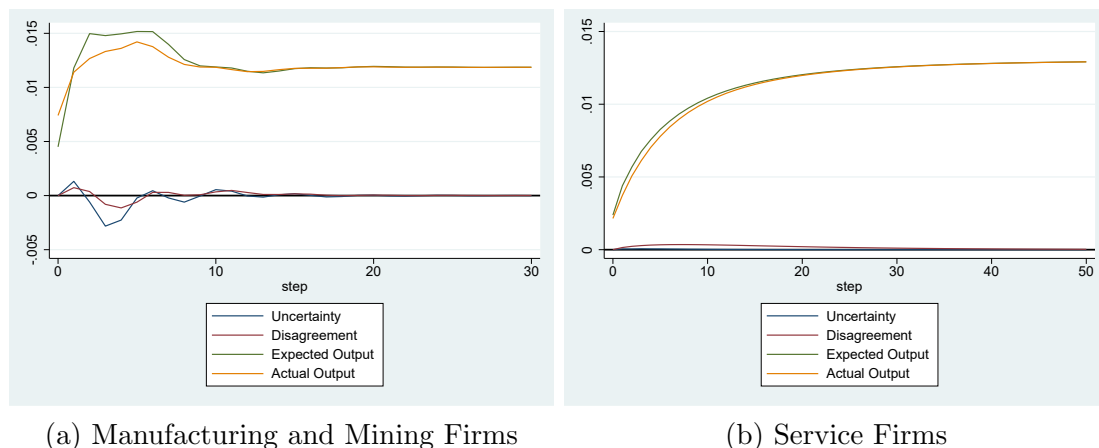 .015
.01
.005
0
-.005
0
10
20
30
step
Uncertainty
Disagreement
Expected Output
Actual Output
(a) Manufacturing and Mining Firms
.015
.01
.005
0
0
10
20
30
40
50
step
Uncertainty
Disagreement
Expected Output
Actual Output
(b) Service Firms